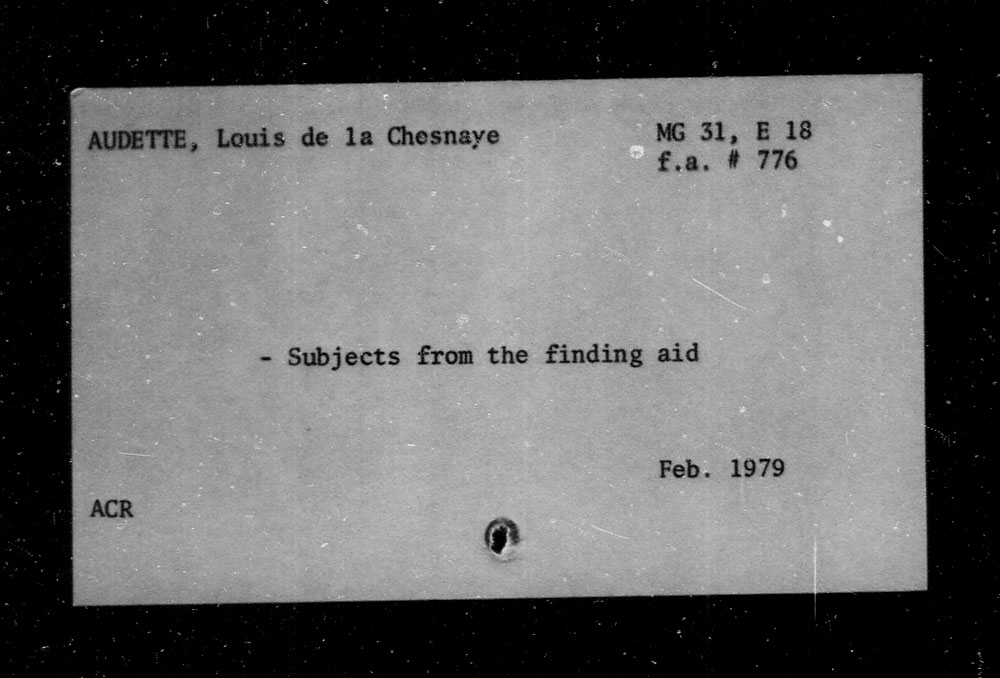 AUDETTE, Louis de la Chesnaye MG 31, E 18
f.a. # 776
- Subjects from the finding aid
Feb. 1979
ACR